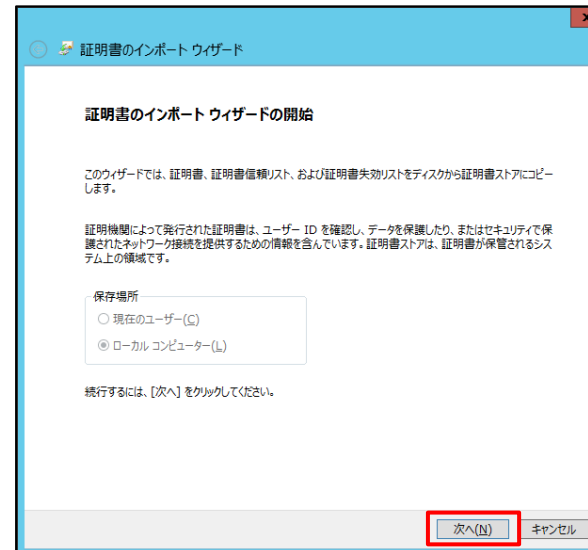 証明書のインポート ウィザード
証明書のインポート ウィザードの開始
このウィザードでは、証明書、証明書信頼リスト、および証明書失効リストをディスクから証明書ストアにコピー
します。
証明機関によって発行された証明書は、ユーザー ID を確認し、データを保護したり、またはセキュリティで保
護されたネットワーク接続を提供するための情報を含んでいます。証明書ストアは、証明書が保管されるシス
テム上の領域です。
保存場所
現在のユーザー(C)
ローカル コンピューター(L)
続行するには、[次へ] をクリックしてください。
次へ(N) キャンセル